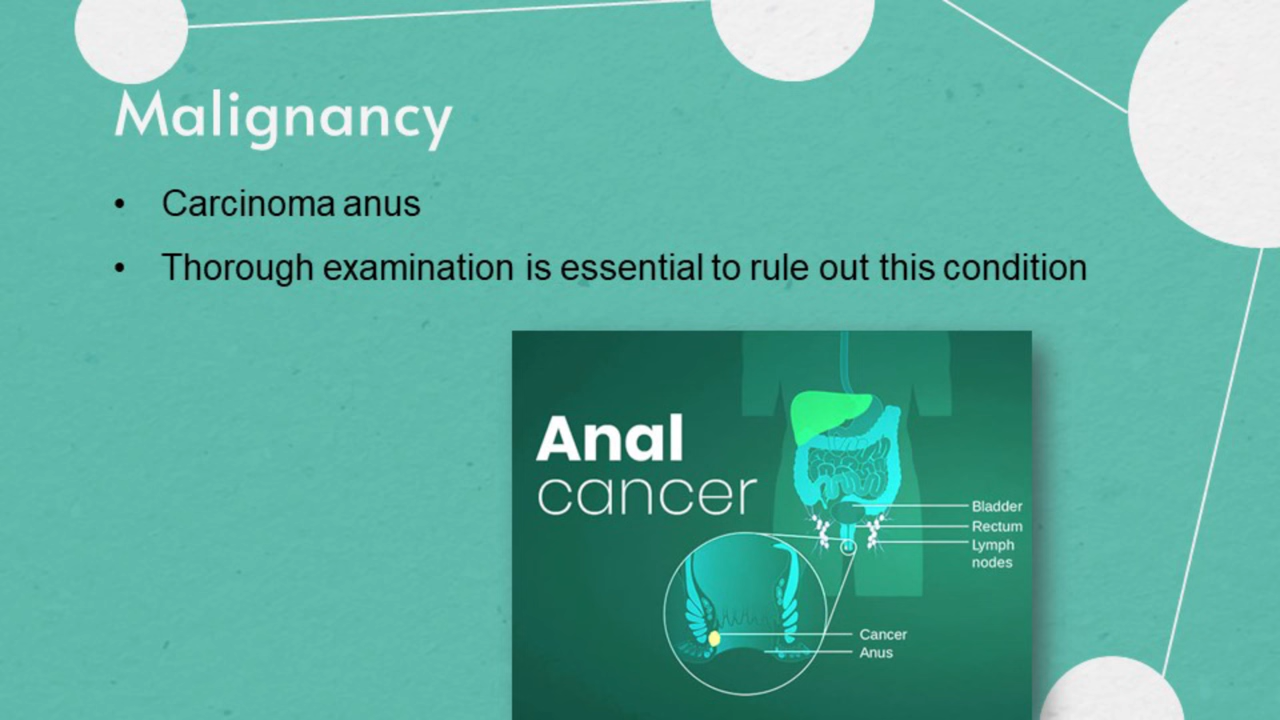 Malignancy
• Carcinoma anus
• Thorough examination is essential to rule out this condition
Anal
cancer
Bladder
Rectum
Lymph
nodes
Cancer
Anus